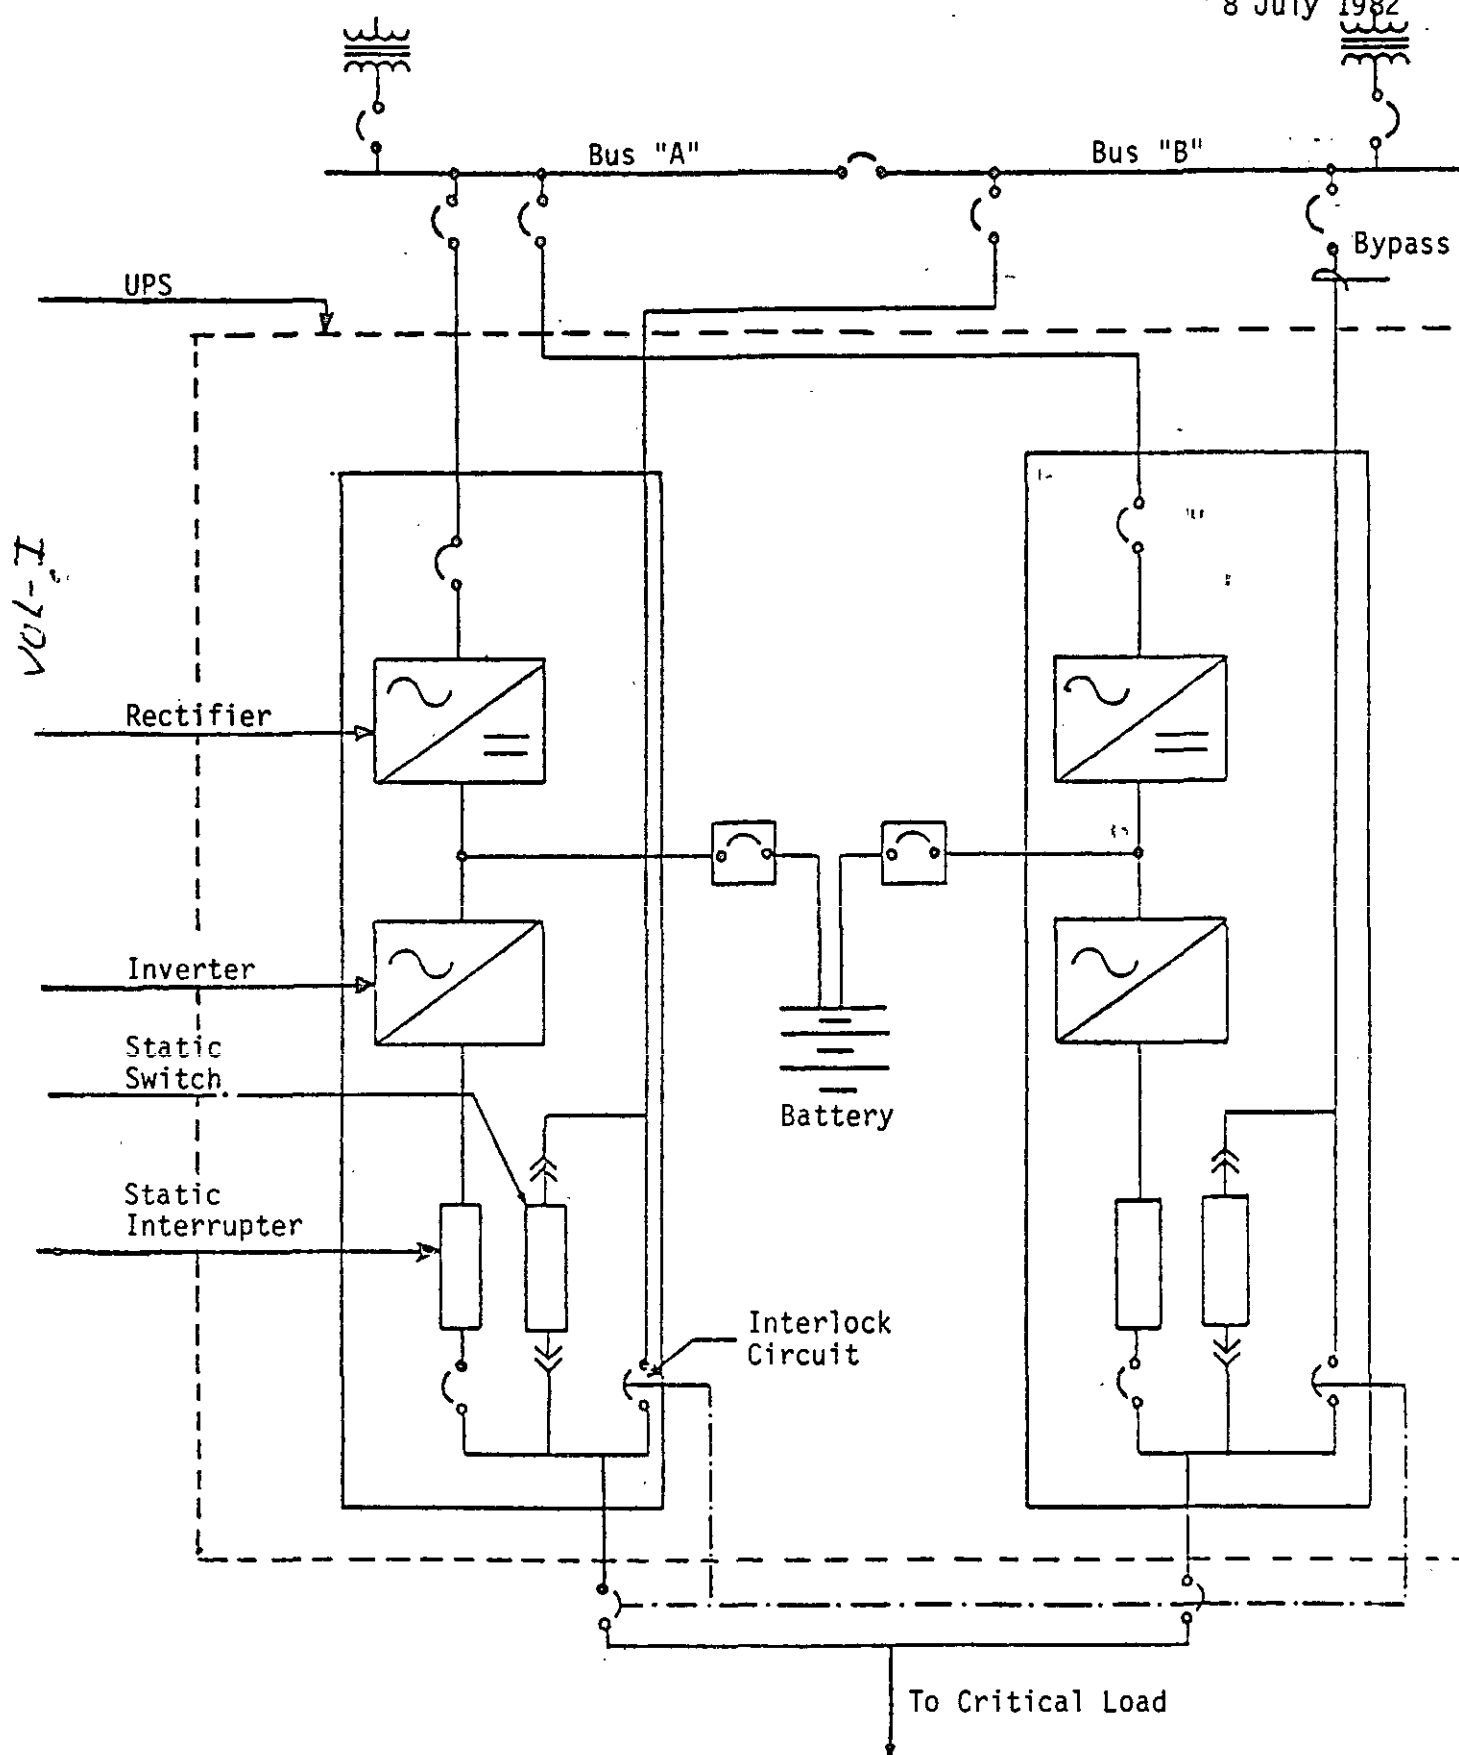 8 July 1982
Bus "A"
Bus "B"
Bypass
UPS
VOL-I
Rectifier
Inverter
Static
Switch
Battery
Static
Interrupter
Interlock
Circuit
To Critical Load